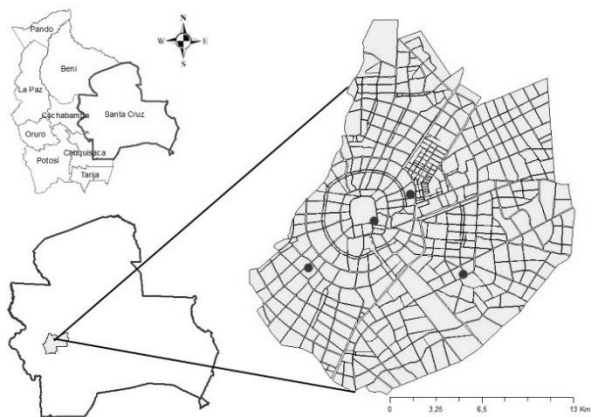 Pando
N
W E
S
Beni
La Paz
Cochabamba
Santa Cruz
Oruro
Chuquisaca
Potosí
Tarija
0 3,25 6,5 13 Km